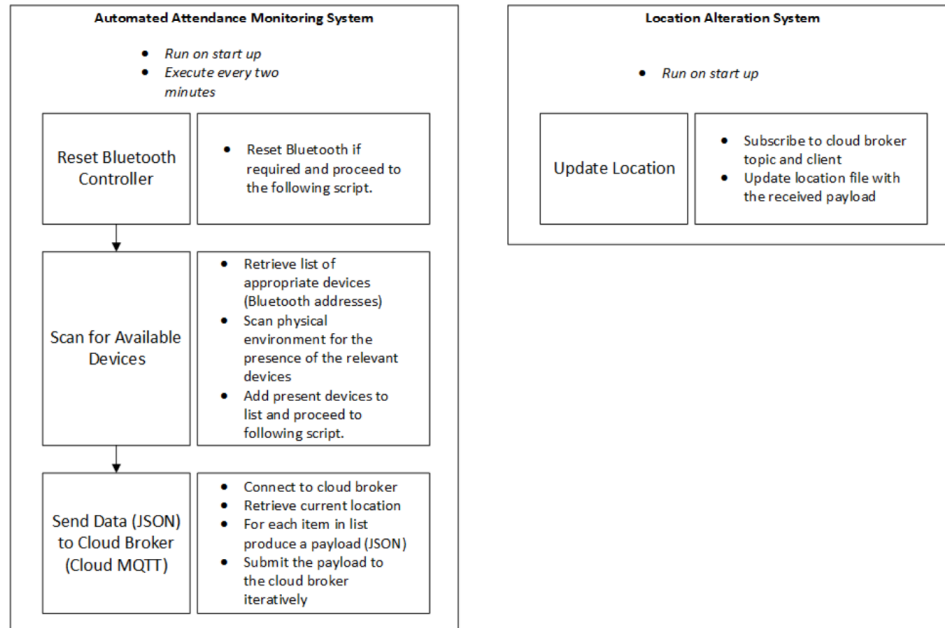 Automated Attendance Monitoring System
• Run on start up
• Execute every two
minutes
Reset Bluetooth
Controller
• Reset Bluetooth if
required and proceed to
the following script.
Scan for Available
Devices
• Retrieve list of
appropriate devices
(Bluetooth addresses)
• Scan physical
environment for the
presence of the relevant
devices
• Add present devices to
list and proceed to
following script.
Send Data (JSON)
to Cloud Broker
(Cloud MQTT)
• Connect to cloud broker
• Retrieve current location
• For each item in list
produce a payload (JSON)
• Submit the payload to
the cloud broker
iteratively
Location Alteration System
• Run on start up
Update Location
• Subscribe to cloud broker
topic and client
• Update location file with
the received payload